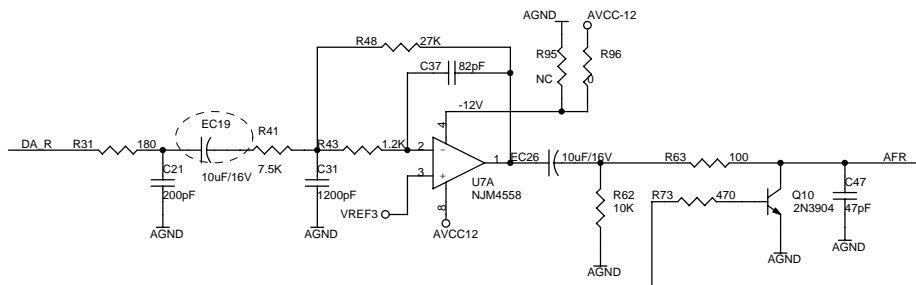 AGND
AVCC-12
R48
27K
R95
R96
C37
82pF
NC
0
-12V
4
EC19
R41
DA_R
R31
180
R43
1.2K
2
1
EC26
10uF/16V
R63
100
AFR
C21
10uF/16V
7.5K
C31
3
U7A
200pF
1200pF
NJM4558
R62
R73
470
Q10
C47
VREF3
8
10K
2N3904
47pF
AGND
AGND
AVCC12
AGND
AGND
AGND